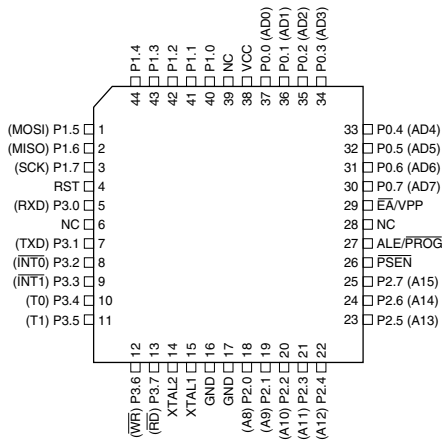 P1.4
P1.3
P1.2
P1.1
P1.0
NC
VCC
P0.0 (AD0)
P0.1 (AD1)
P0.2 (AD2)
P0.3 (AD3)
44
43
42
41
40
39
38
37
36
35
34
(MOSI) P1.5 1
(MISO) P1.6 2
(SCK) P1.7 3
RST 4
(RXD) P3.0 5
NC 6
(TXD) P3.1 7
(INT0) P3.2 8
(INT1) P3.3 9
(T0) P3.4 10
(T1) P3.5 11
33 P0.4 (AD4)
32 P0.5 (AD5)
31 P0.6 (AD6)
30 P0.7 (AD7)
29 EA/VPP
28 NC
27 ALE/PROG
26 PSEN
25 P2.7 (A15)
24 P2.6 (A14)
23 P2.5 (A13)
12
13
14
15
16
17
18
19
20
21
22
(WR) P3.6
(RD) P3.7
XTAL2
XTAL1
GND
GND
(A8) P2.0
(A9) P2.1
(A10) P2.2
(A11) P2.3
(A12) P2.4